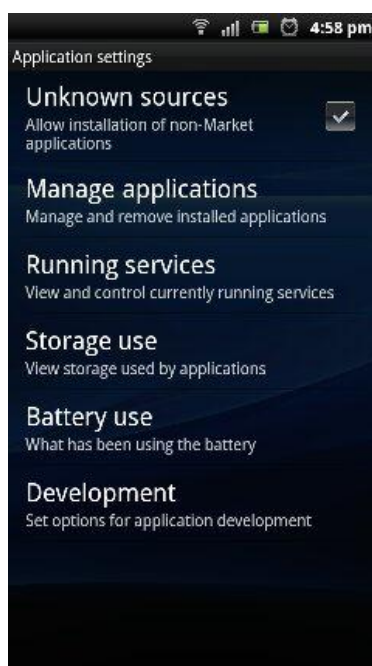 4:58 pm
Application settings
Unknown sources
Allow installation of non-Market
applications
Manage applications
Manage and remove installed applications
Running services
View and control currently running services
Storage use
View storage used by applications
Battery use
What has been using the battery
Development
Set options for application development